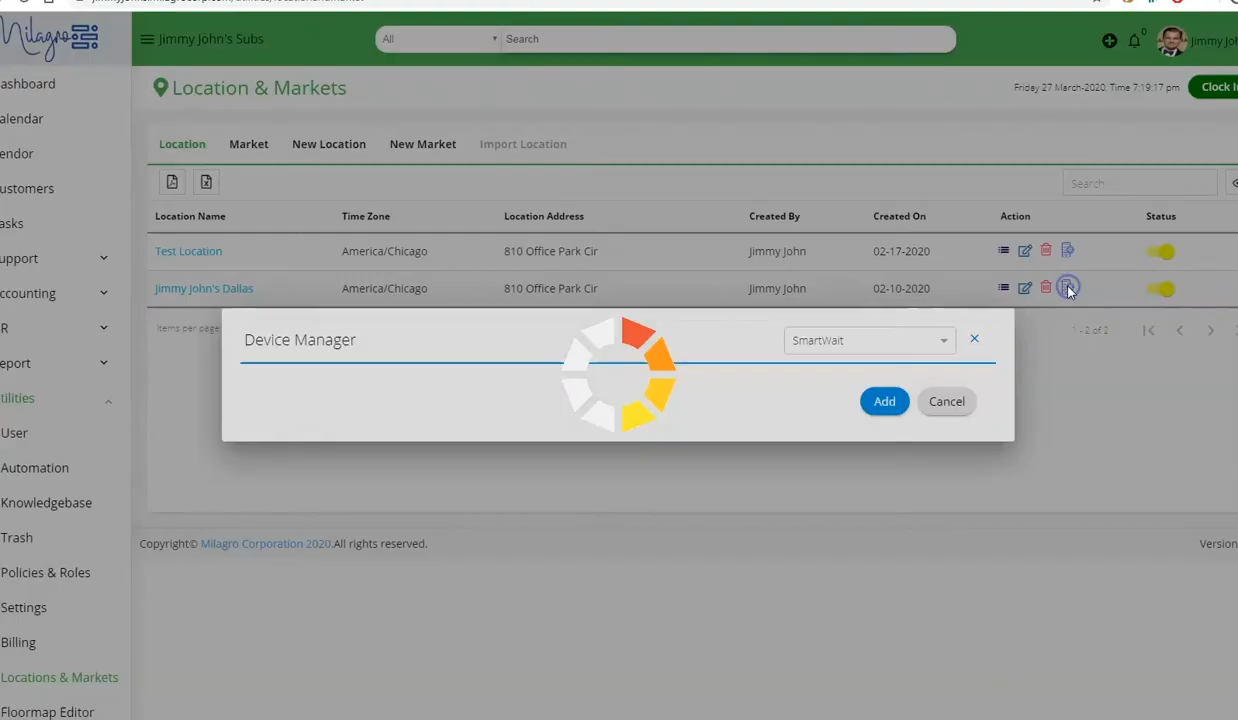 Milagro
Jimmy John's Subs
All
Search
0
Jimmy Joh
Location & Markets
Friday 27 March-2020, Time 7:19:17 pm
Clock I
ashboard
alendar
endor
ustomers
asks
upport
ccounting
R
eport
tilities
User
Automation
Knowledgebase
Trash
Policies & Roles
Settings
Billing
Locations & Markets
Floormap Editor
Location Market New Location New Market Import Location
Search
Location Name Time Zone Location Address Created By Created On Action Status
Test Location America/Chicago 810 Office Park Cir Jimmy John 02-17-2020
Jimmy John's Dallas America/Chicago 810 Office Park Cir Jimmy John 02-10-2020
Items per page
1 - 2 of 2
Device Manager
SmartWait
Add
Cancel
Copyright© Milagro Corporation 2020.All rights reserved.
Version